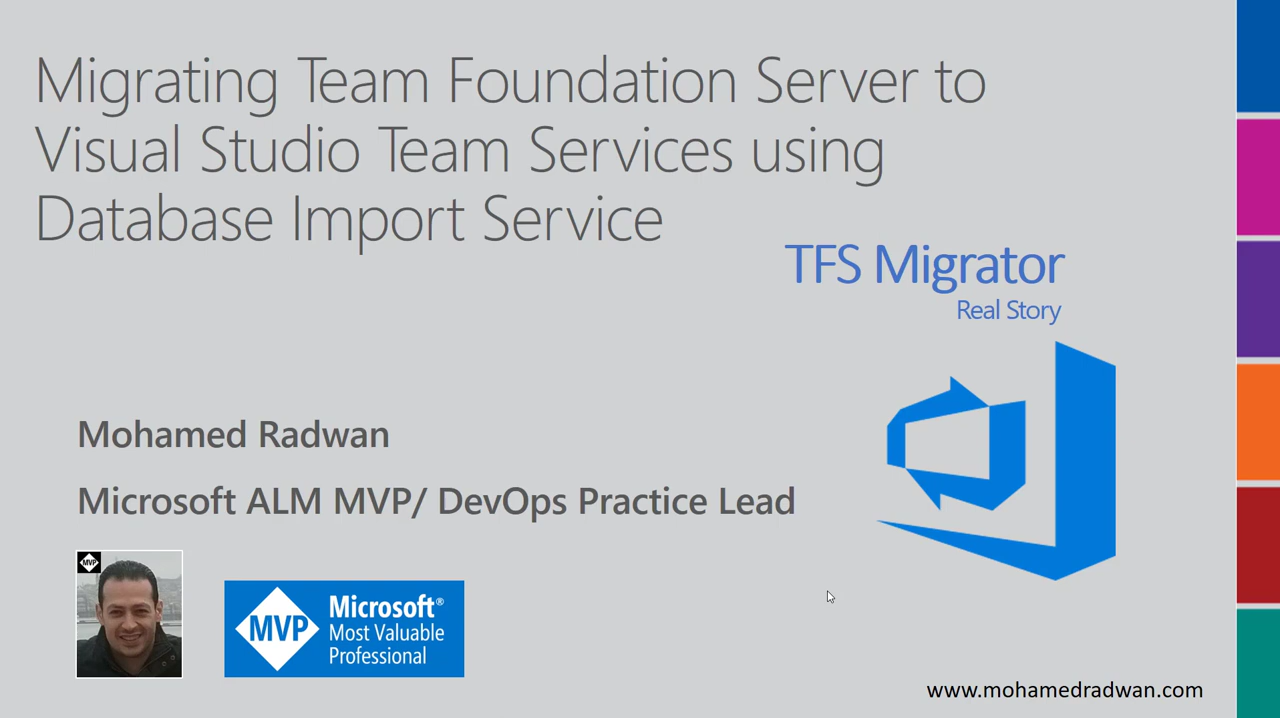 Migrating Team Foundation Server to
Visual Studio Team Services using
Database Import Service
TFS Migrator
Real Story
Mohamed Radwan
Microsoft ALM MVP/ DevOps Practice Lead
MVP
MVP
Microsoft®
Most Valuable
Professional
www.mohamedradwan.com